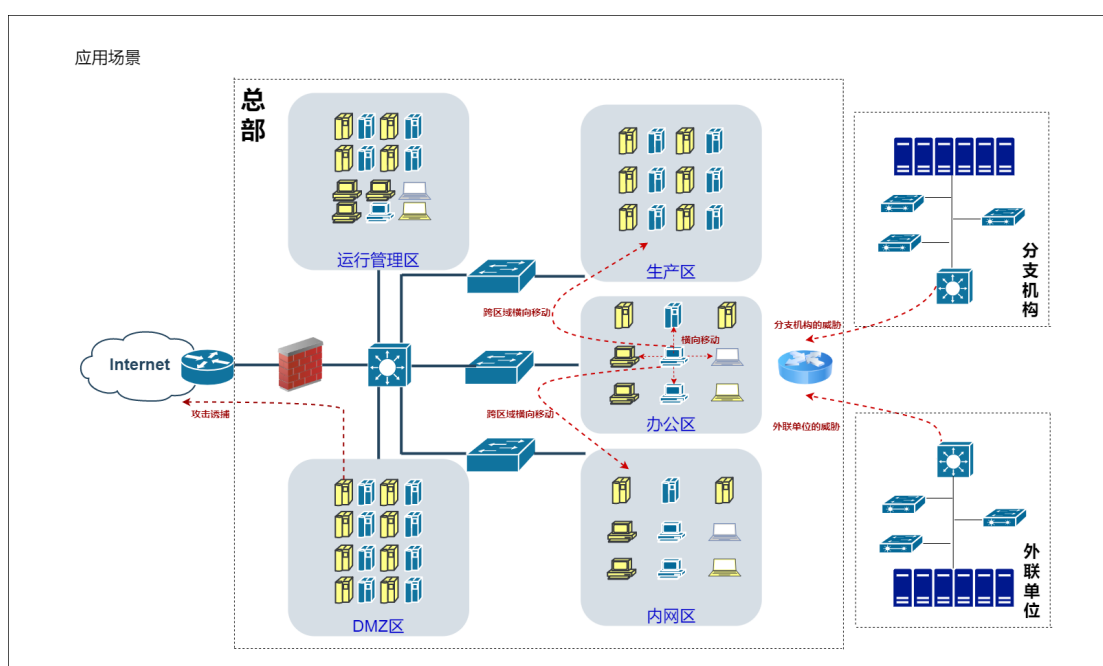 应用场景
总
部
运行管理区
生产区
跨区域横向移动
横向移动
办公区
跨区域横向移动
Internet
攻击诱捕
DMZ区
内网区
分支机构的威胁
外联单位的威胁
分
支
机
构
外
联
单
位